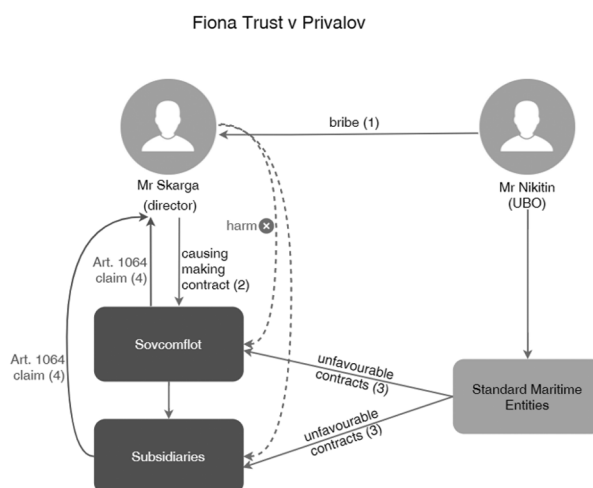 Fiona Trust v Privalov
bribe (1)
Mr Skarga
(director)
Mr Nikitin
(UBO)
harm
Art. 1064
claim (4)
causing
making
contract (2)
Sovcomflot
Art. 1064
claim (4)
unfavourable
contracts (3)
Standard Maritime
Entities
unfavourable
contracts (3)
Subsidiaries